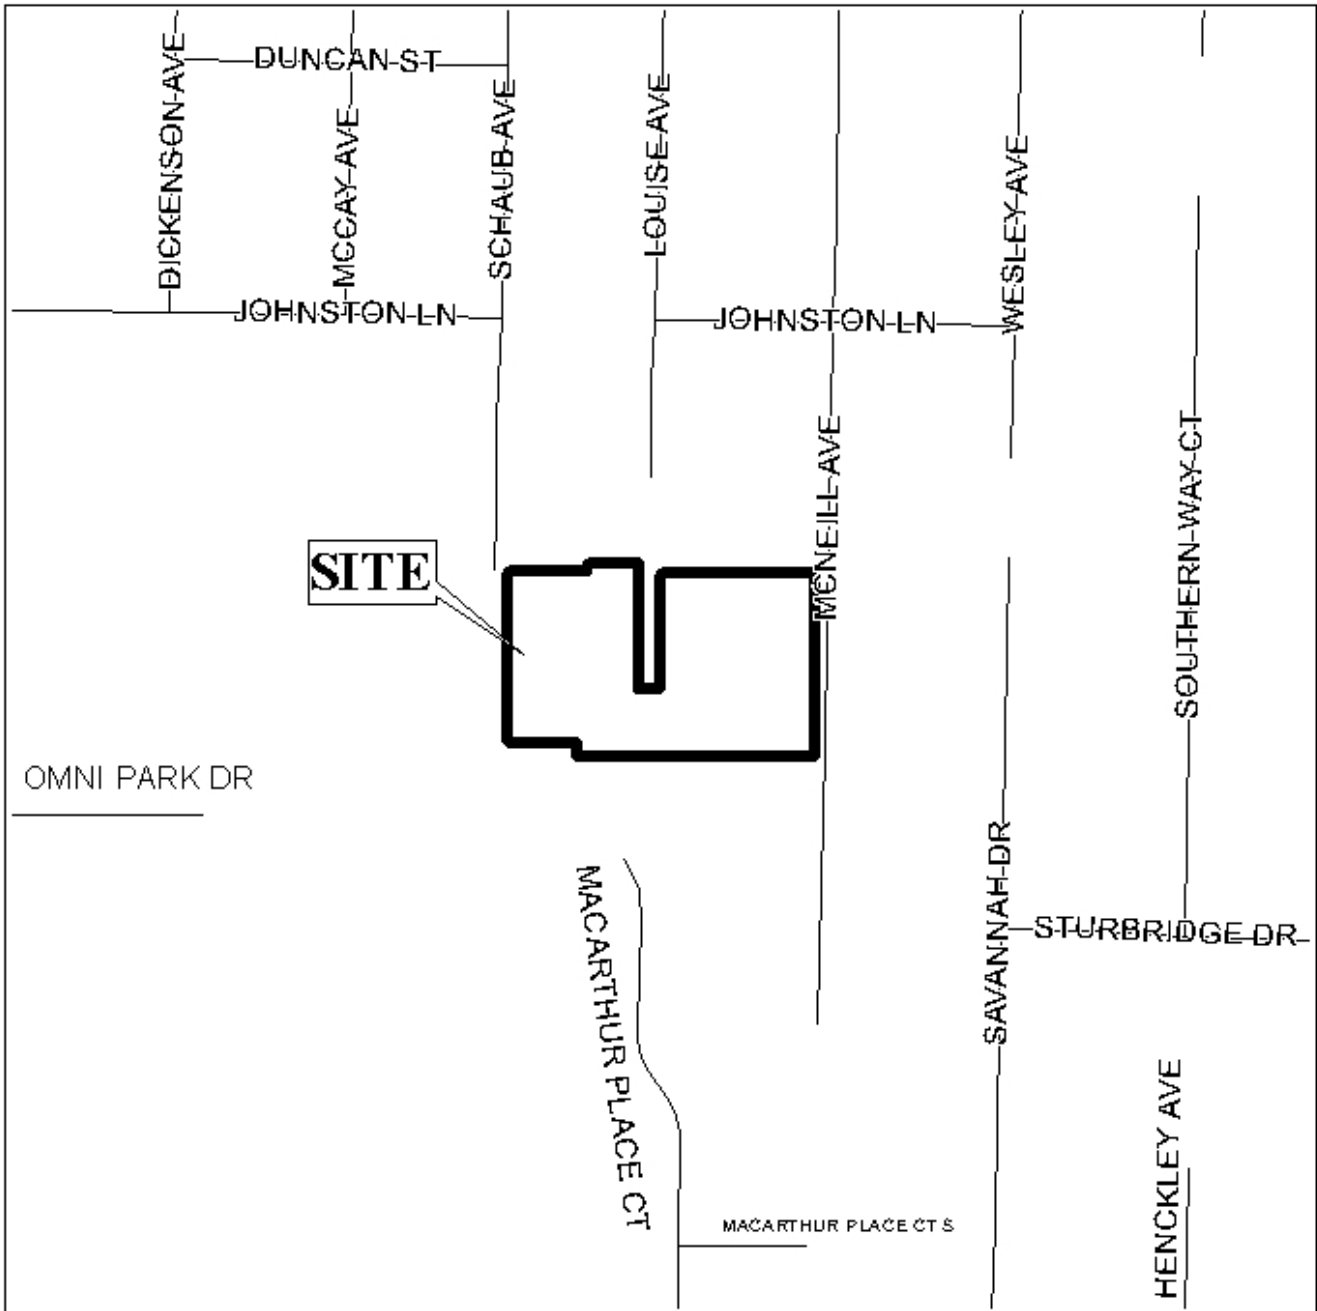 DUNCAN ST
DICKENSON AVE
MCCAY AVE
SCHAUB AVE
LOUISE AVE
WESLEY AVE
JOHNSTON LN
JOHNSTON LN
MCNEILL AVE
SOUTHERN WAY CT
SITE
OMNI PARK DR
SAVANNAH DR
MACARTHUR PLACE CT
STURBRIDGE DR
HENCKLEY AVE
MACARTHUR PLACE CT S